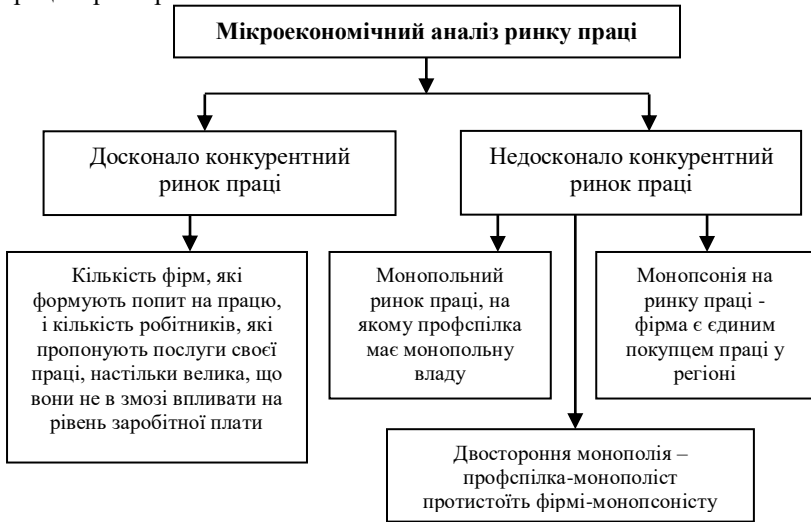 Мікроекономічний аналіз ринку праці
Досконало конкурентний
ринок праці
Недосконало конкурентний
ринок праці
Кількість фірм, які
формують попит на працю,
і кількість робітників, які
пропонують послуги своєї
праці, настільки велика, що
вони не в змозі впливати на
рівень заробітної плати
Монопольний
ринок праці, на
якому профспілка
має монопольну
владу
Монопсонія на
ринку праці -
фірма є єдиним
покупцем праці у
регіоні
Двостороння монополія –
профспілка-монополіст
протистоїть фірмі-монопсоністу